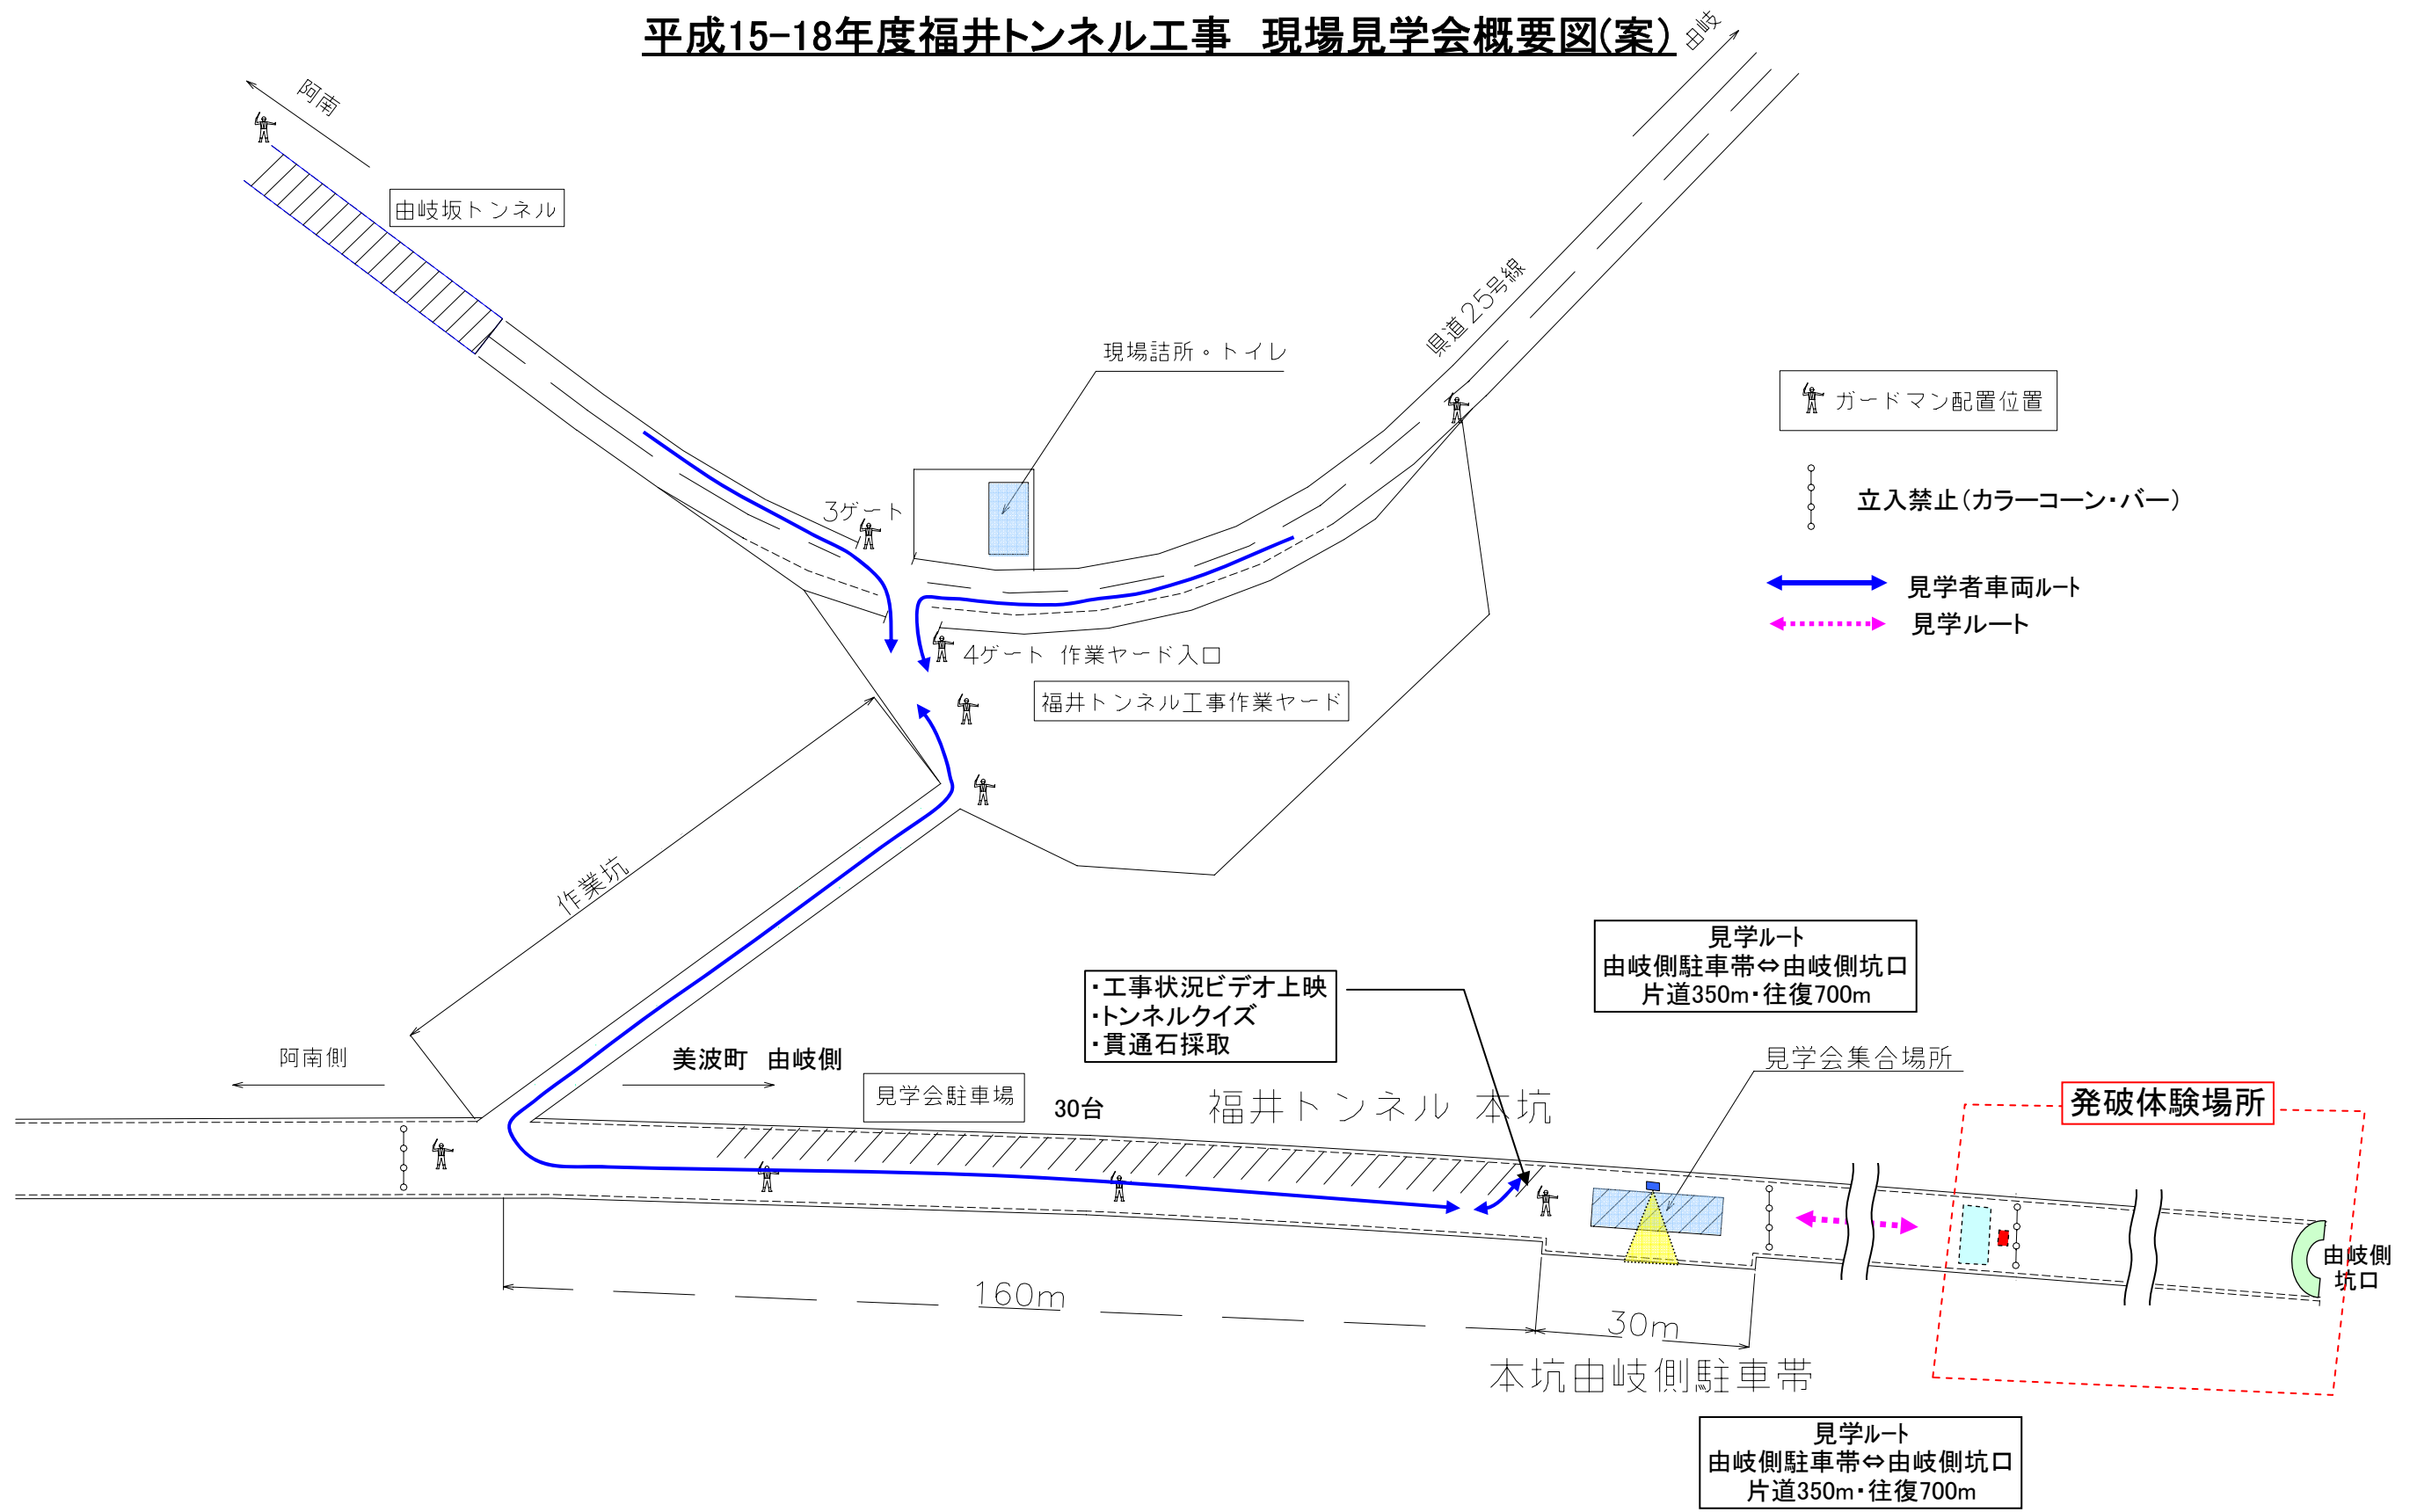 平成15-18年度福井トンネル工事　現場見学会概要図(案)
由岐
阿南
由岐坂トンネル
県道25号線
現場詰所・トイレ
ガードマン配置位置
立入禁止(カラーコーン・バー)
3ゲート
見学者車両ルート
見学ルート
4ゲート 作業ヤード入口
福井トンネル工事作業ヤード
作業坑
見学ルート
由岐側駐車帯⇔由岐側坑口
片道350m・往復700m
・工事状況ビデオ上映
・トンネルクイズ
・貫通石採取
阿南側
美波町　由岐側
見学会集合場所
見学会駐車場
30台
福井トンネル 本坑
発破体験場所
由岐側
坑口
160m
30m
本坑由岐側駐車帯
見学ルート
由岐側駐車帯⇔由岐側坑口
片道350m・往復700m